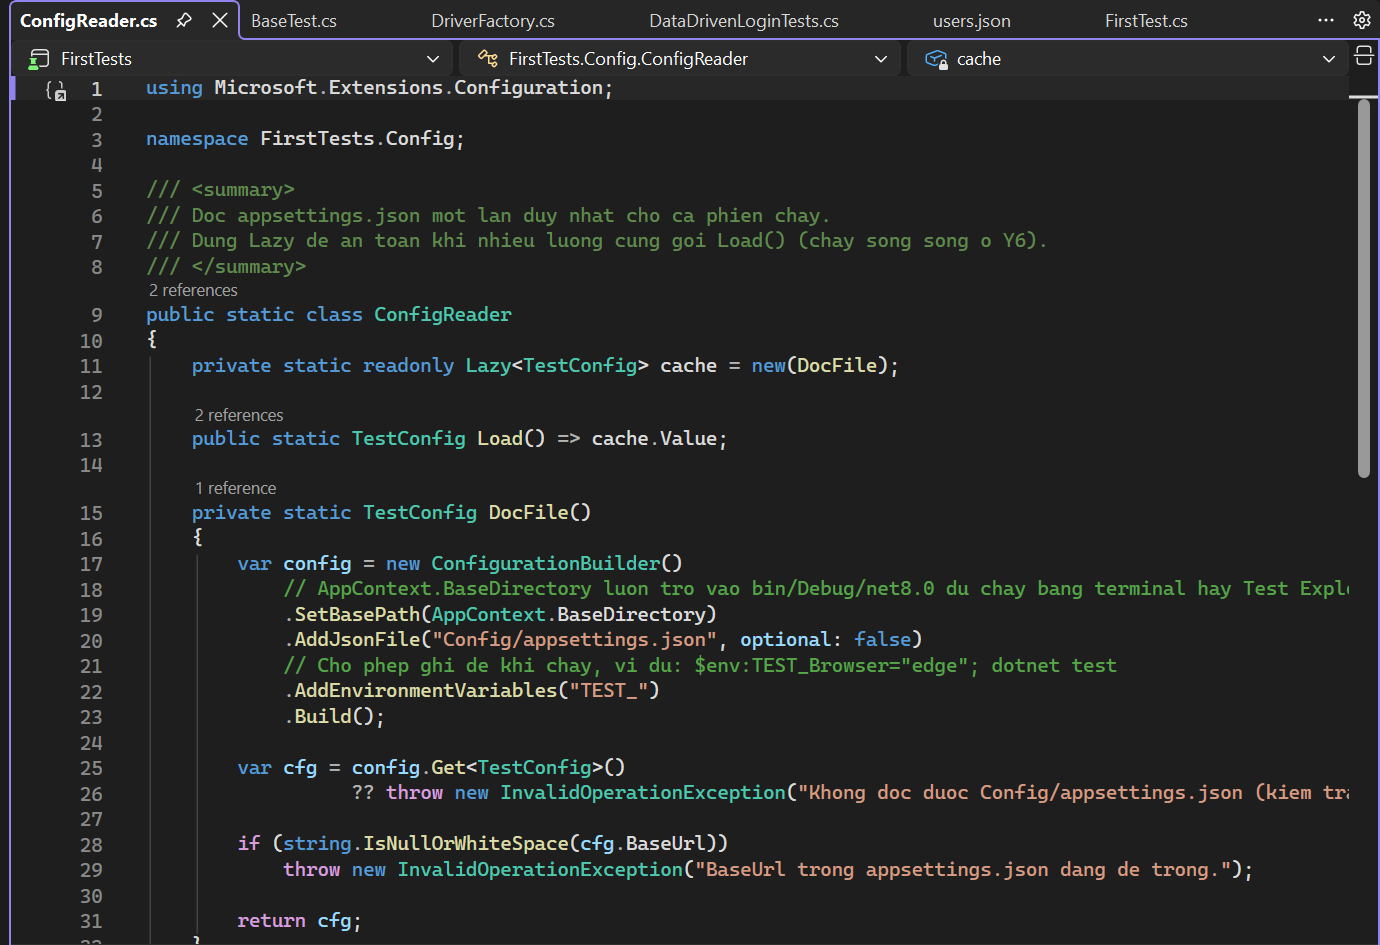 ConfigReader.cs BaseTest.cs DriverFactory.cs DataDrivenLoginTests.cs users.json FirstTest.cs
FirstTests FirstTests.Config.ConfigReader cache
1 using Microsoft.Extensions.Configuration;
2
3 namespace FirstTests.Config;
4
5 /// <summary>
6 /// Doc appsettings.json mot lan duy nhat cho ca phien chay.
7 /// Dung Lazy de an toan khi nhieu luong cung goi Load() (chay song song o Y6).
8 /// </summary>
2 references
9 public static class ConfigReader
10 {
11 private static readonly Lazy<TestConfig> cache = new(DocFile);
12
2 references
13 public static TestConfig Load() => cache.Value;
14
1 reference
15 private static TestConfig DocFile()
16 {
17 var config = new ConfigurationBuilder()
18 // AppContext.BaseDirectory luon tro vao bin/Debug/net8.0 du chay bang terminal hay Test
19 .SetBasePath(AppContext.BaseDirectory)
20 .AddJsonFile("Config/appsettings.json", optional: false)
21 // Cho phep ghi de khi chay, vi du: $env:TEST_Browser="edge"; dotnet test
22 .AddEnvironmentVariables("TEST_")
23 .Build();
24
25 var cfg = config.Get<TestConfig>()
26 ?? throw new InvalidOperationException("Khong doc duoc Config/appsettings.json (kiem
27
28 if (string.IsNullOrWhiteSpace(cfg.BaseUrl))
29 throw new InvalidOperationException("BaseUrl trong appsettings.json dang de trong.");
30
31 return cfg;